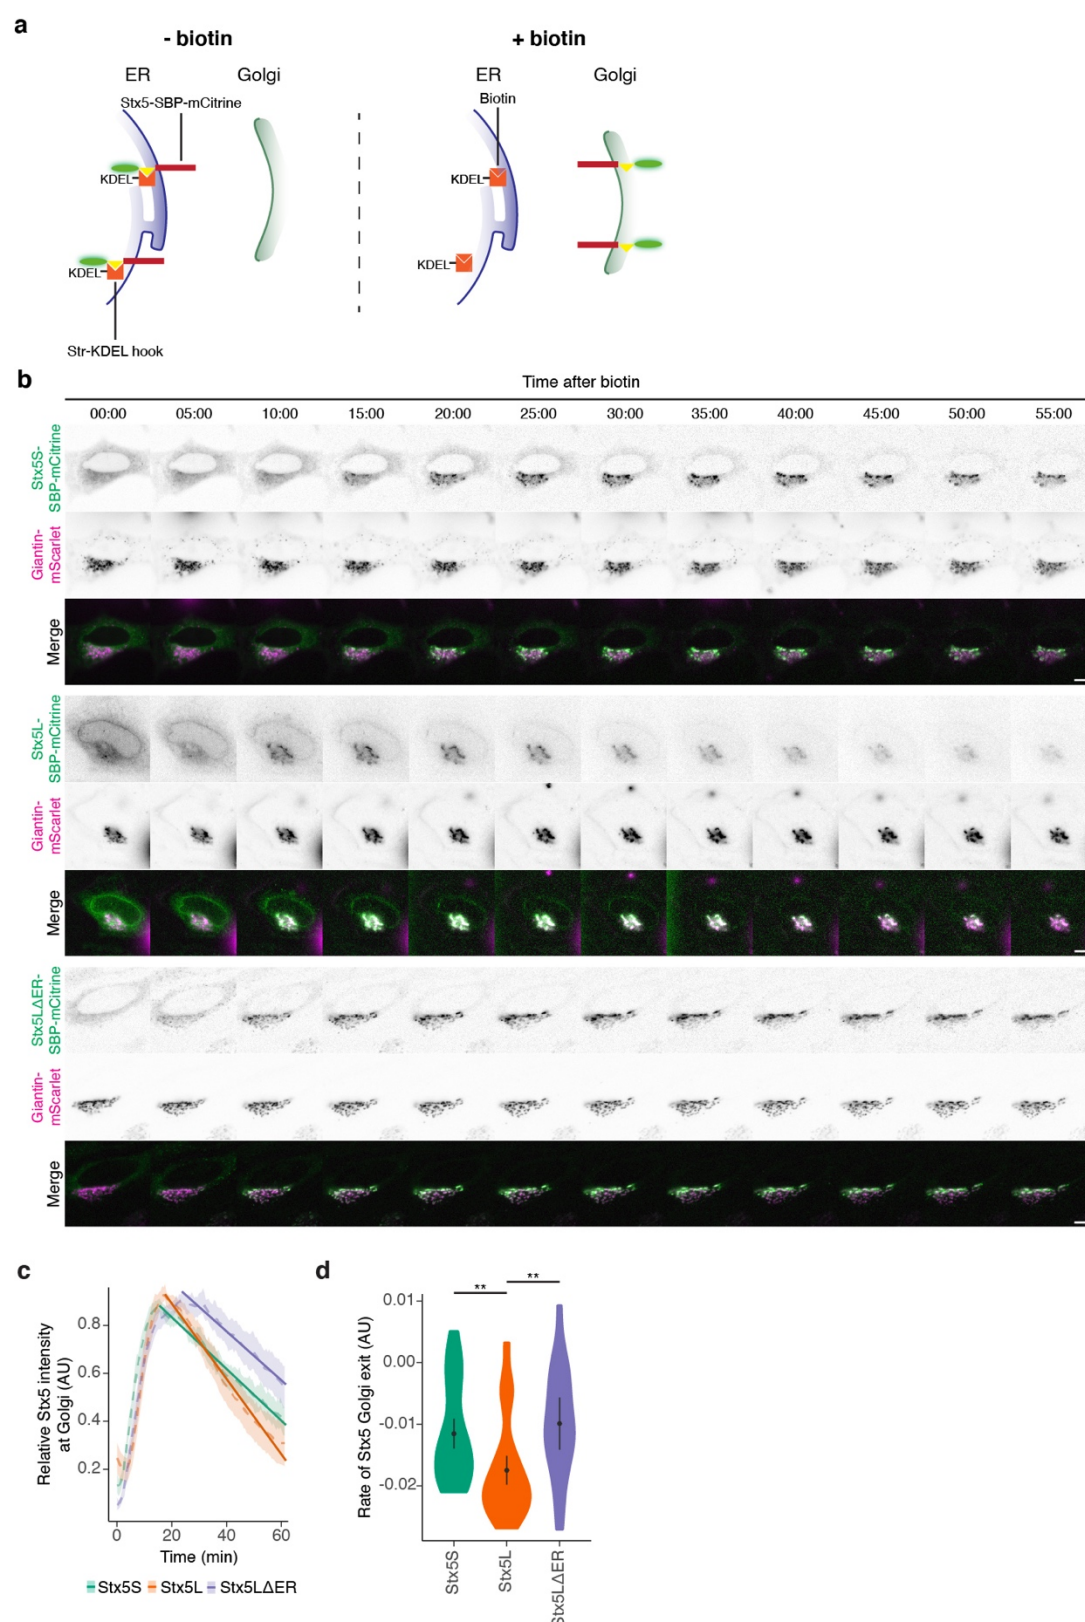 a
- biotin
+ biotin
ER
Golgi
ER
Golgi
Stx5-SBP-mCitrine
Biotin
KDEL
KDEL
KDEL
KDEL
Str-KDEL hook
b
Time after biotin
00:00 05:00 10:00 15:00 20:00 25:00 30:00 35:00 40:00 45:00 50:00 55:00
Stx5S-
SBP-mCitrine
Giantin-
mScarlet
Merge
Stx5L-
SBP-mCitrine
Giantin-
mScarlet
Merge
Stx5LΔER-
SBP-mCitrine
Giantin-
mScarlet
Merge
c
Relative Stx5 intensity
at Golgi (AU)
0.8
0.6
0.4
0.2
0 20 40 60
Time (min)
Stx5S Stx5L Stx5LΔER
d
Rate of Stx5 Golgi exit (AU)
0.01
0.00
-0.01
-0.02
** **
Stx5S
Stx5L
Stx5LΔER